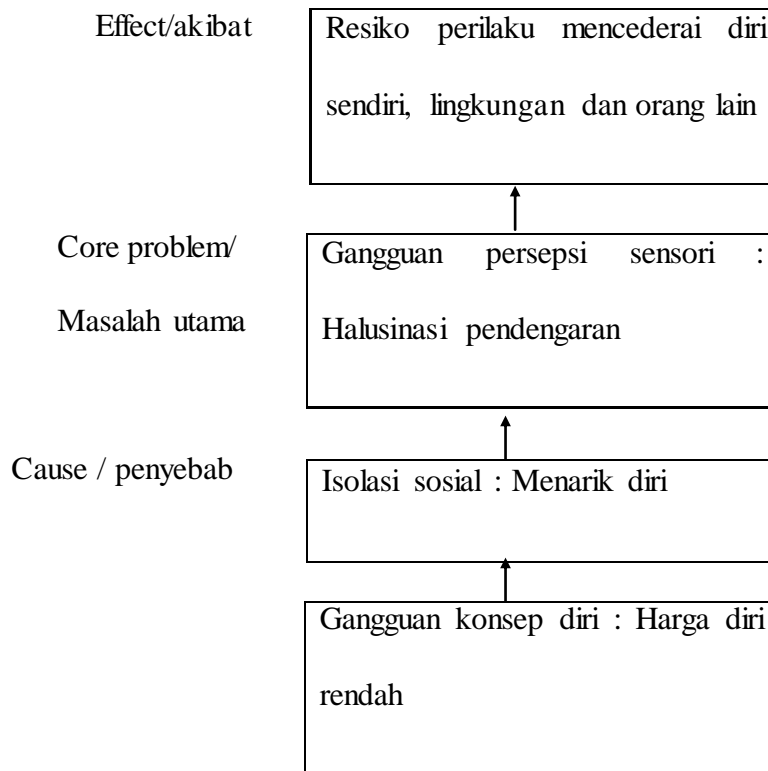 Effect/akibat
Resiko perilaku mencederai diri
sendiri, lingkungan dan orang lain
Core problem/
Masalah utama
Gangguan persepsi sensori :
Halusinasi pendengaran
Cause / penyebab
Isolasi sosial : Menarik diri
Gangguan konsep diri : Harga diri
rendah